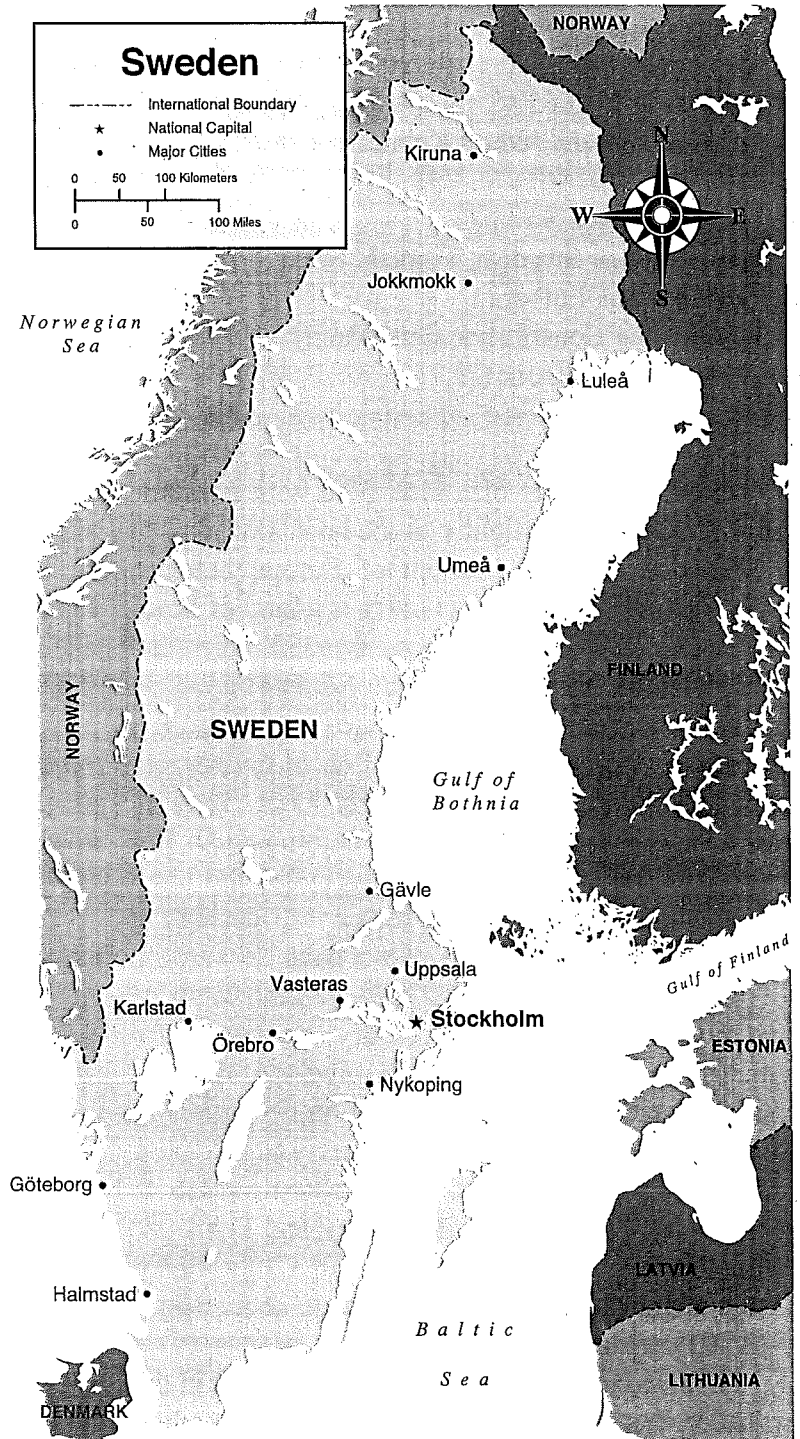 NORWAY
Sweden
International Boundary
National Capital
Major Cities
0 50 100 Kilometers
0 50 100 Miles
N
W E
S
Kiruna
Jokkmokk
Norwegian
Sea
Luleå
Umeå
FINLAND
NORWAY
SWEDEN
Gulf of
Bothnia
Gävle
Gulf of Finland
Uppsala
Vasteras
Karlstad
Stockholm
Örebro
ESTONIA
Nykoping
Göteborg
LATVIA
Halmstad
Baltic
Sea
LITHUANIA
DENMARK